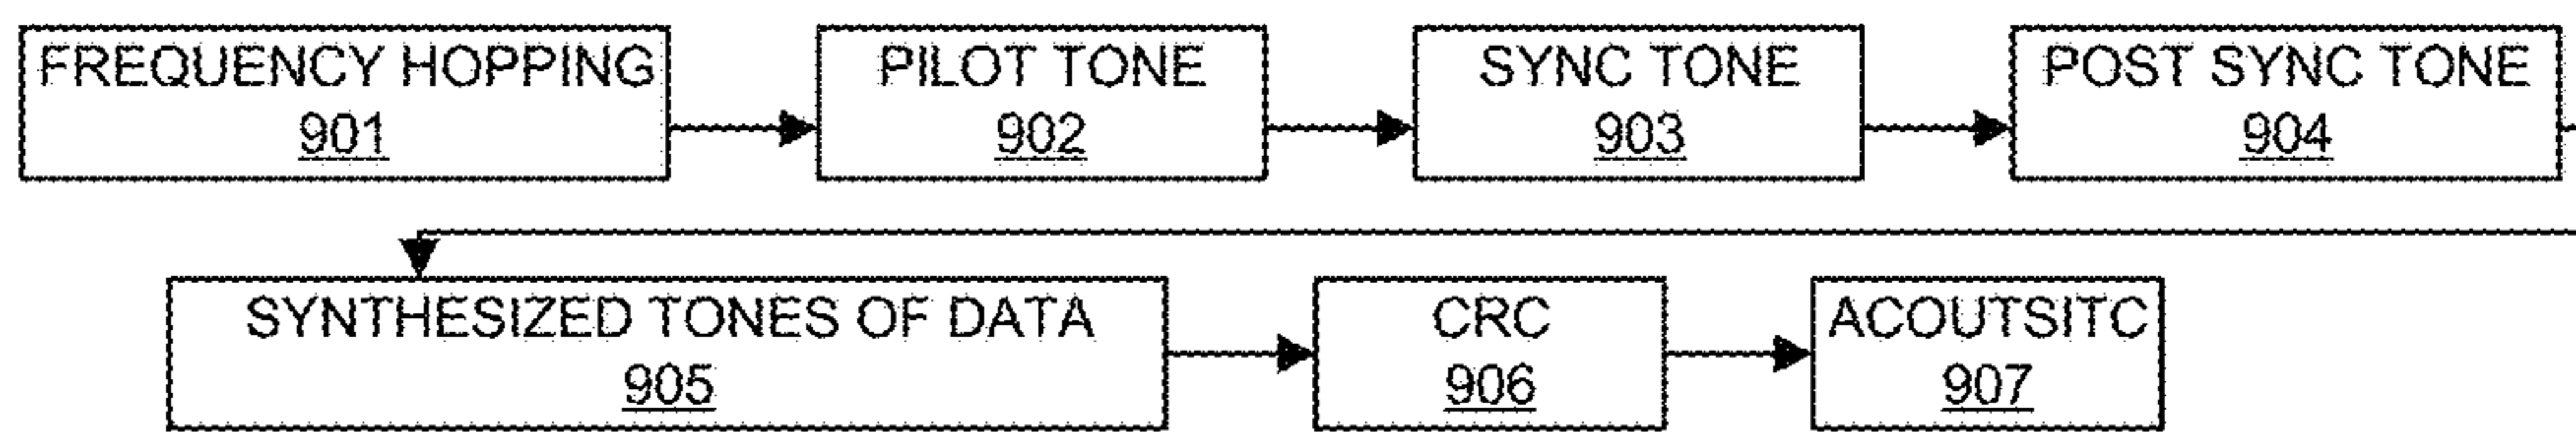 FREQUENCY HOPPING
901
PILOT TONE
902
SYNC TONE
903
POST SYNC TONE
904
SYNTHESIZED TONES OF DATA
905
CRC
906
ACOUTSITC
907